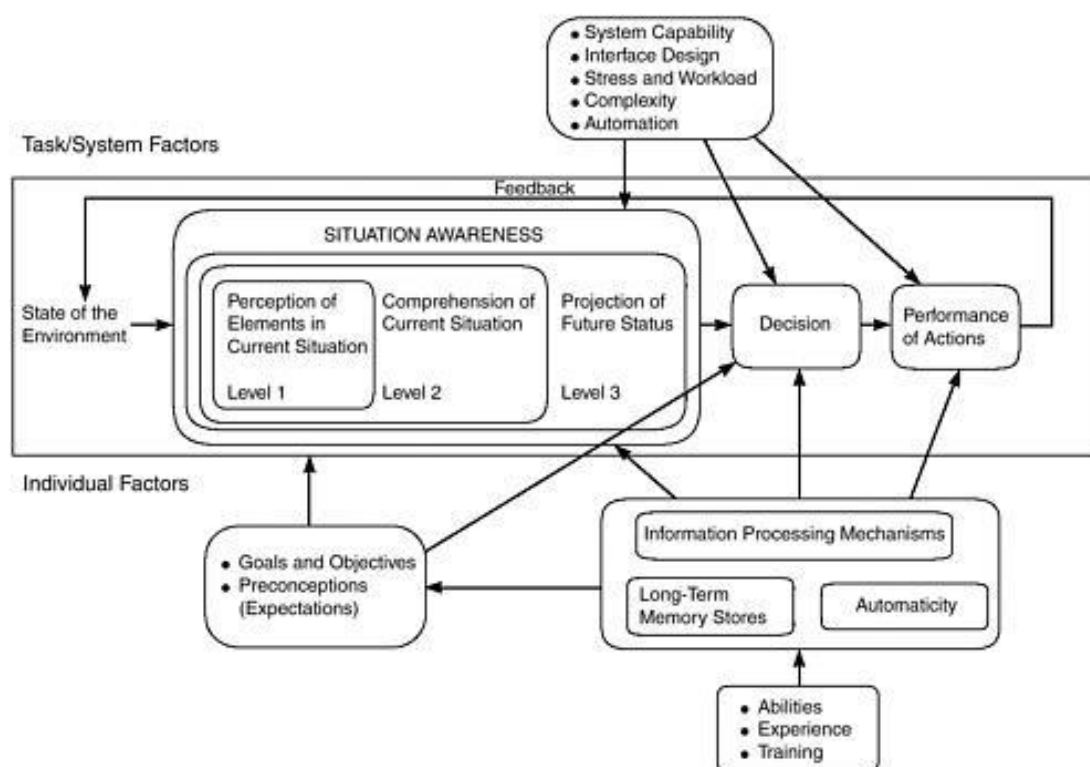 ● System Capability
● Interface Design
● Stress and Workload
● Complexity
● Automation
Task/System Factors
Feedback
SITUATION AWARENESS
State of the
Environment
Perception of
Elements in
Current Situation
Level 1
Comprehension of
Current Situation
Level 2
Projection of
Future Status
Level 3
Decision
Performance
of Actions
Individual Factors
● Goals and Objectives
● Preconceptions
(Expectations)
Information Processing Mechanisms
Long-Term
Memory Stores
Automaticity
● Abilities
● Experience
● Training